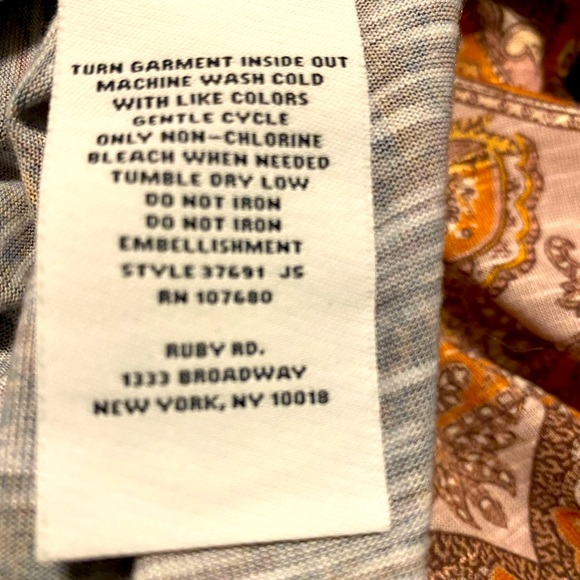 TURN GARMENT INSIDE OUT
MACHINE WASH COLD
WITH LIKE COLORS
GENTLE CYCLE
ONLY NON-CHLORINE
BLEACH WHEN NEEDED
TUMBLE DRY LOW
DO NOT IRON
DO NOT IRON
EMBELLISHMENT
STYLE 37691 JS
RN 107680
RUBY RD.
1333 BROADWAY
NEW YORK, NY 10018